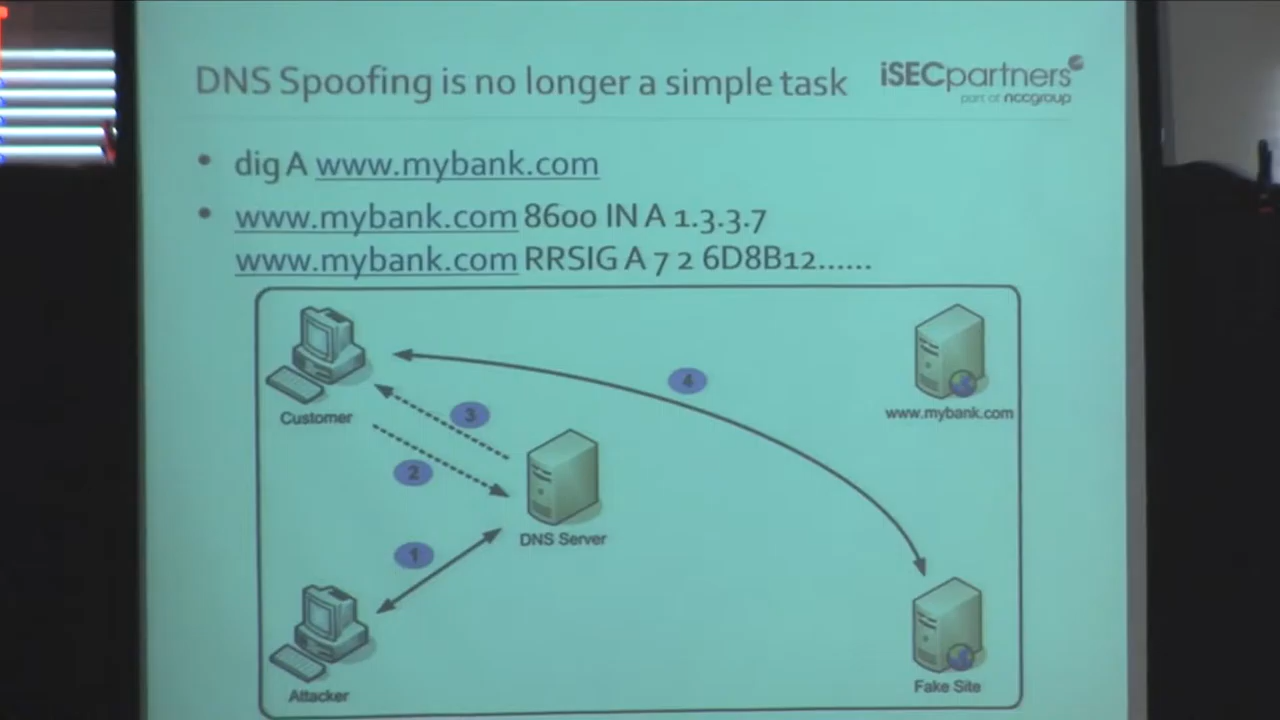 DNS Spoofing is no longer a simple task
iSECpartners
part of nccgroup
dig A www.mybank.com
www.mybank.com 8600 IN A 1.3.3.7
www.mybank.com RRSIG A 7 2 6D8B12......
Customer
4
www.mybank.com
3
2
DNS Server
1
Attacker
Fake Site